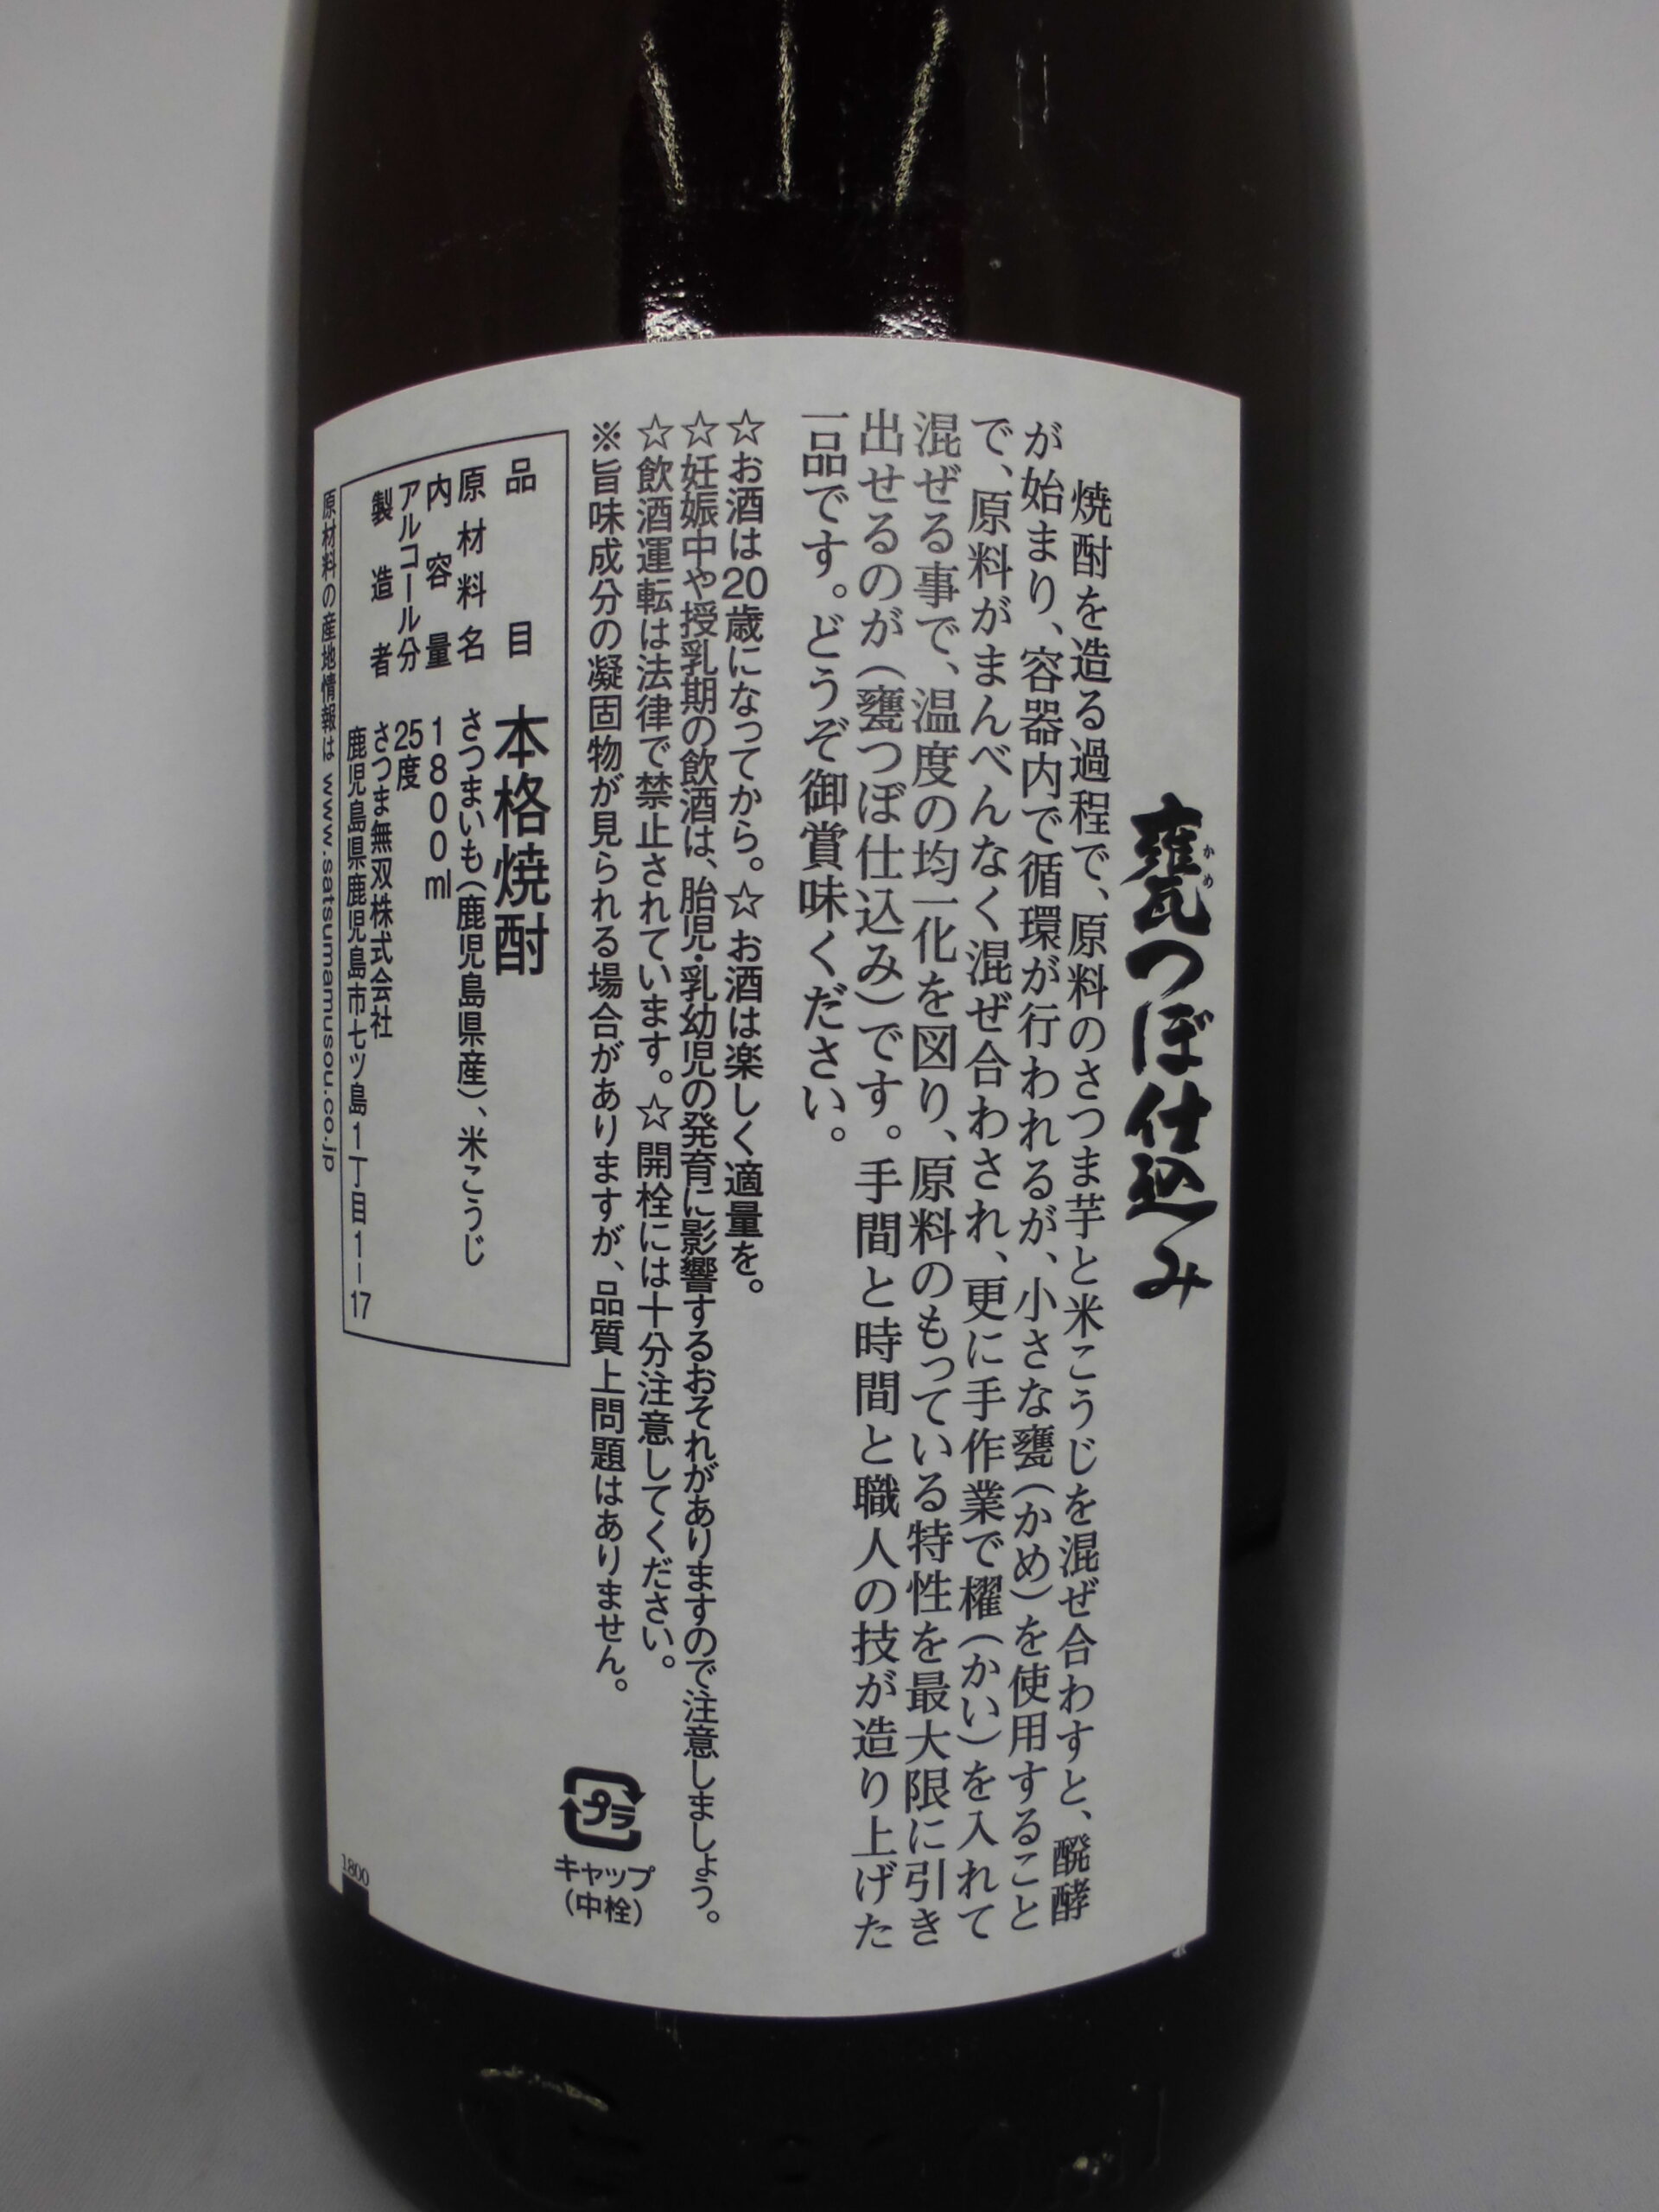 甕つぼ仕込み
かめ
焼酎を造る過程で、原料のさつま芋と米こうじを混ぜ合わすと、醗酵
が始まり、容器内で循環が行われるが、小さな甕(かめ)を使用すること
で、原料がまんべんなく混ぜ合わされ、更に手作業で櫂(かい)を入れて
混ぜる事で、温度の均一化を図り、原料のもっている特性を最大限に引き
出せるのが(甕つぼ仕込み)です。手間と時間と職人の技が造り上げた
一品です。どうぞ御賞味ください。
☆お酒は20歳になってから。☆お酒は楽しく適量を。
☆妊娠中や授乳期の飲酒は、胎児・乳幼児の発育に影響するおそれがありますので注意しましょう。
☆飲酒運転は法律で禁止されています。☆開栓には十分注意してください。
※旨味成分の凝固物が見られる場合がありますが、品質上問題はありません。
品目 本格焼酎
原材料名 さつまいも(鹿児島県産)、米こうじ
内容量 1800ml
アルコール分 25度
製造者 さつま無双株式会社
鹿児島県鹿児島市七ツ島1丁目1－17
原材料の産地情報は www.satsumamusou.co.jp
プラ
キャップ
(中栓)
1800